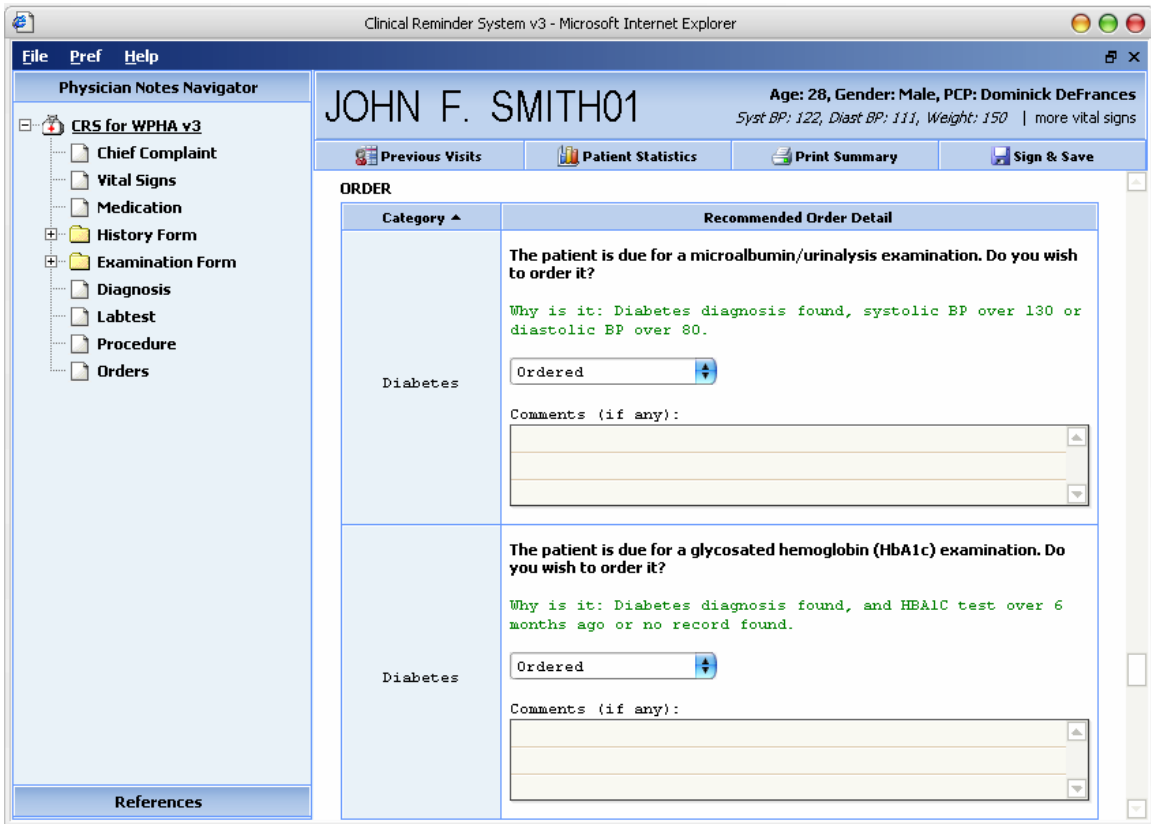 Clinical Reminder System v3 - Microsoft Internet Explorer
File Pref Help
Physician Notes Navigator
CRS for WPHA v3
Chief Complaint
Vital Signs
Medication
History Form
Examination Form
Diagnosis
Labtest
Procedure
Orders
References
JOHN F. SMITH01
Age: 28, Gender: Male, PCP: Dominick DeFrances
Syst BP: 122, Diast BP: 111, Weight: 150 | more vital signs
Previous Visits
Patient Statistics
Print Summary
Sign & Save
ORDER
Category
Recommended Order Detail
Diabetes
The patient is due for a microalbumin/urinalysis examination. Do you wish
to order it?
Why is it: Diabetes diagnosis found, systolic BP over 130 or
diastolic BP over 80.
Ordered
Comments (if any):
Diabetes
The patient is due for a glycosated hemoglobin (HbA1c) examination. Do
you wish to order it?
Why is it: Diabetes diagnosis found, and HBA1C test over 6
months ago or no record found.
Ordered
Comments (if any):